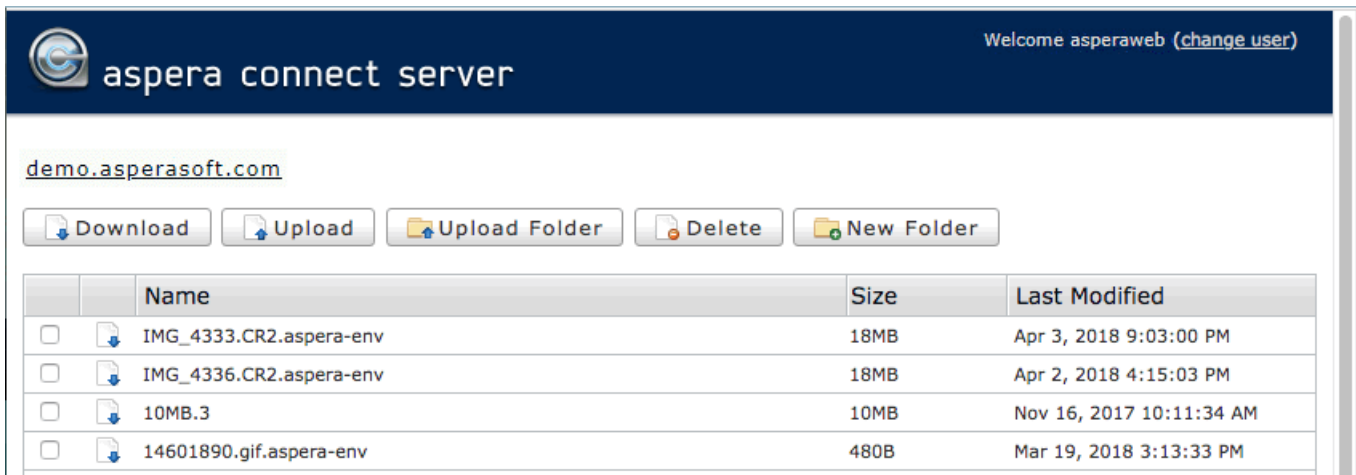 Welcome asperaweb (change user)
aspera connect server
demo.asperasoft.com
Download Upload Upload Folder Delete New Folder
Name Size Last Modified
IMG_4333.CR2.aspera-env 18MB Apr 3, 2018 9:03:00 PM
IMG_4336.CR2.aspera-env 18MB Apr 2, 2018 4:15:03 PM
10MB.3 10MB Nov 16, 2017 10:11:34 AM
14601890.gif.aspera-env 480B Mar 19, 2018 3:13:33 PM